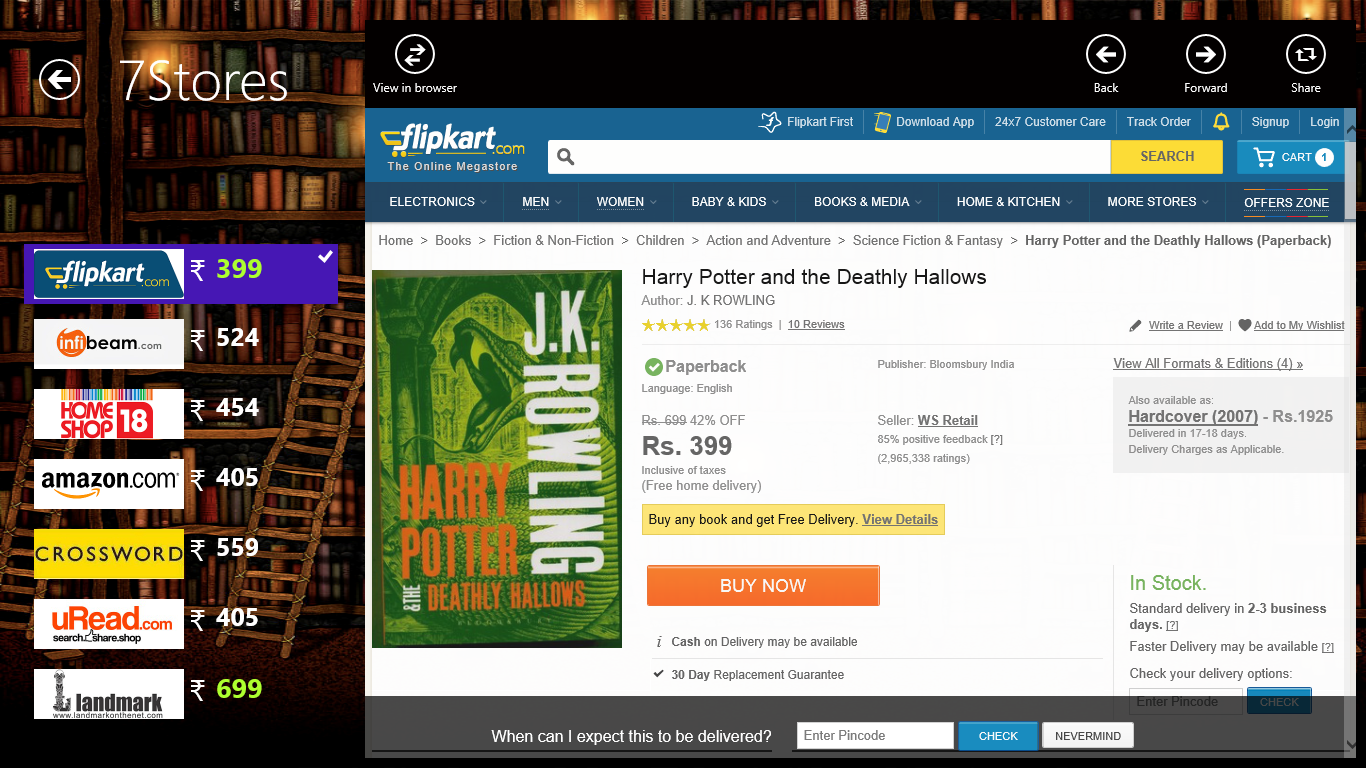 7Stores
flipkart.com
₹ 399
infibeam.com
₹ 524
HOME SHOP 18
₹ 454
amazon.com
₹ 405
CROSSWORD
₹ 559
uRead.com
search.share.shop
₹ 405
landmark
www.landmarkonthenet.com
₹ 699
View in browser
Back
Forward
Share
Flipkart First
Download App
24x7 Customer Care
Track Order
Signup
Login
flipkart.com
The Online Megastore
SEARCH
CART 1
ELECTRONICS
MEN
WOMEN
BABY & KIDS
BOOKS & MEDIA
HOME & KITCHEN
MORE STORES
OFFERS ZONE
Home > Books > Fiction & Non-Fiction > Children > Action and Adventure > Science Fiction & Fantasy > Harry Potter and the Deathly Hallows (Paperback)
J.K. ROWLING
HARRY
POTTER
& THE
DEATHLY HALLOWS
Harry Potter and the Deathly Hallows
Author: J. K ROWLING
136 Ratings | 10 Reviews
Write a Review | Add to My Wishlist
Paperback
Language: English
Publisher: Bloomsbury India
View All Formats & Editions (4) »
Also available as:
Hardcover (2007) - Rs.1925
Delivered in 17-18 days.
Delivery Charges as Applicable.
Rs. 699 42% OFF
Rs. 399
Inclusive of taxes
(Free home delivery)
Seller: WS Retail
85% positive feedback [?]
(2,965,338 ratings)
Buy any book and get Free Delivery. View Details
BUY NOW
i Cash on Delivery may be available
30 Day Replacement Guarantee
In Stock.
Standard delivery in 2-3 business
days. [?]
Faster Delivery may be available [?]
Check your delivery options:
Enter Pincode
CHECK
When can I expect this to be delivered?
Enter Pincode
CHECK
NEVERMIND